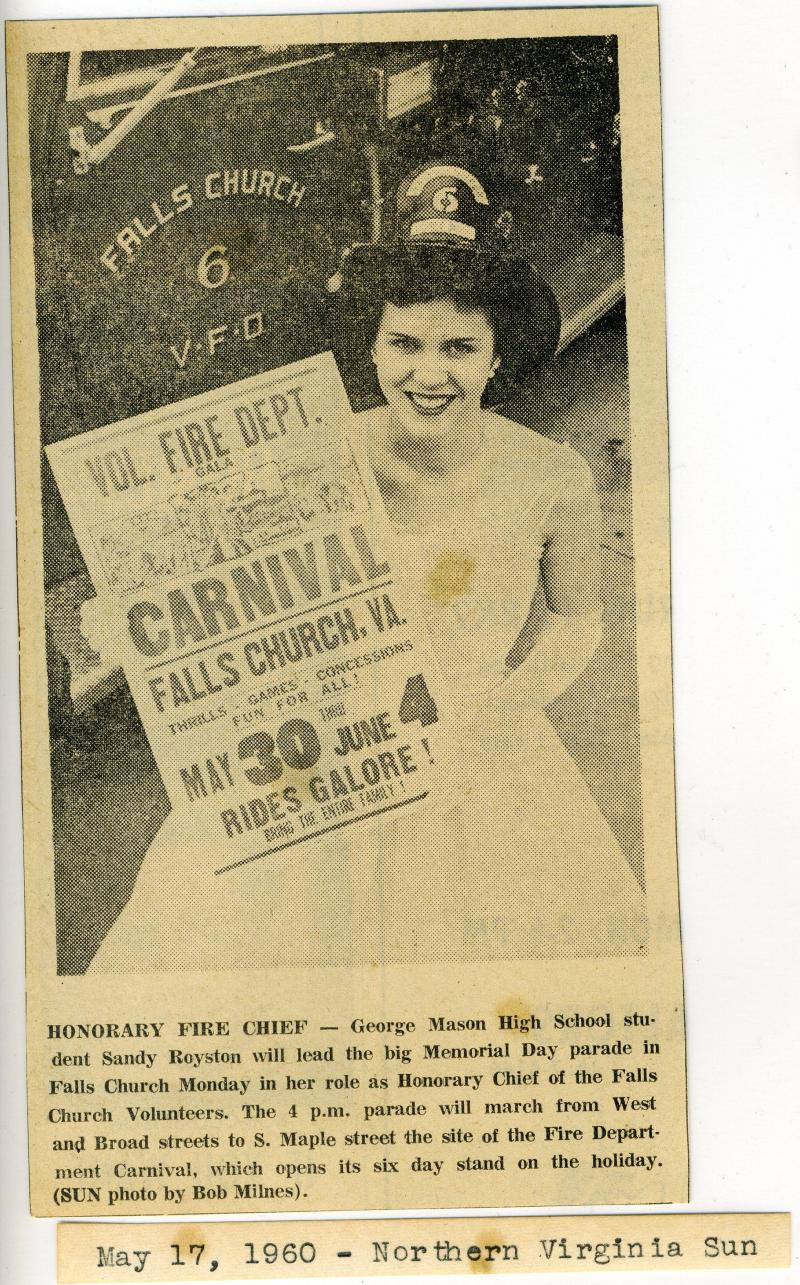 FALLS CHURCH
6
V·F·D
6
VOL. FIRE DEPT.
GALA
CARNIVAL
FALLS CHURCH, VA.
THRILLS - GAMES - CONCESSIONS
FUN FOR ALL!
MAY 30 THRU JUNE 4
RIDES GALORE!
BRING THE ENTIRE FAMILY!
HONORARY FIRE CHIEF — George Mason High School stu-
dent Sandy Royston will lead the big Memorial Day parade in
Falls Church Monday in her role as Honorary Chief of the Falls
Church Volunteers. The 4 p.m. parade will march from West
and Broad streets to S. Maple street the site of the Fire Depart-
ment Carnival, which opens its six day stand on the holiday.
(SUN photo by Bob Milnes).
May 17, 1960 - Northern Virginia Sun